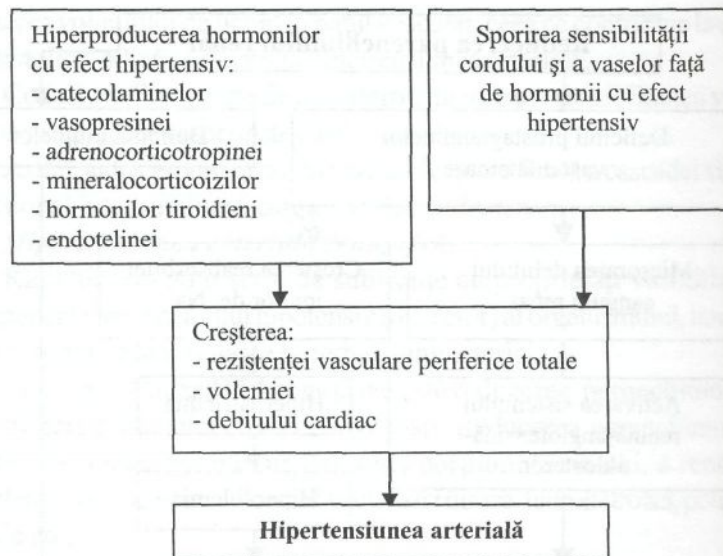 Hiperproducerea hormonilor
cu efect hipertensiv:
- catecolaminelor
- vasopresinei
- adrenocorticotropinei
- mineralocorticoizilor
- hormonilor tiroidieni
- endotelinei
Sporirea sensibilităţii
cordului şi a vaselor faţă
de hormonii cu efect
hipertensiv
Creşterea:
- rezistenţei vasculare periferice totale
- volemiei
- debitului cardiac
Hipertensiunea arterială